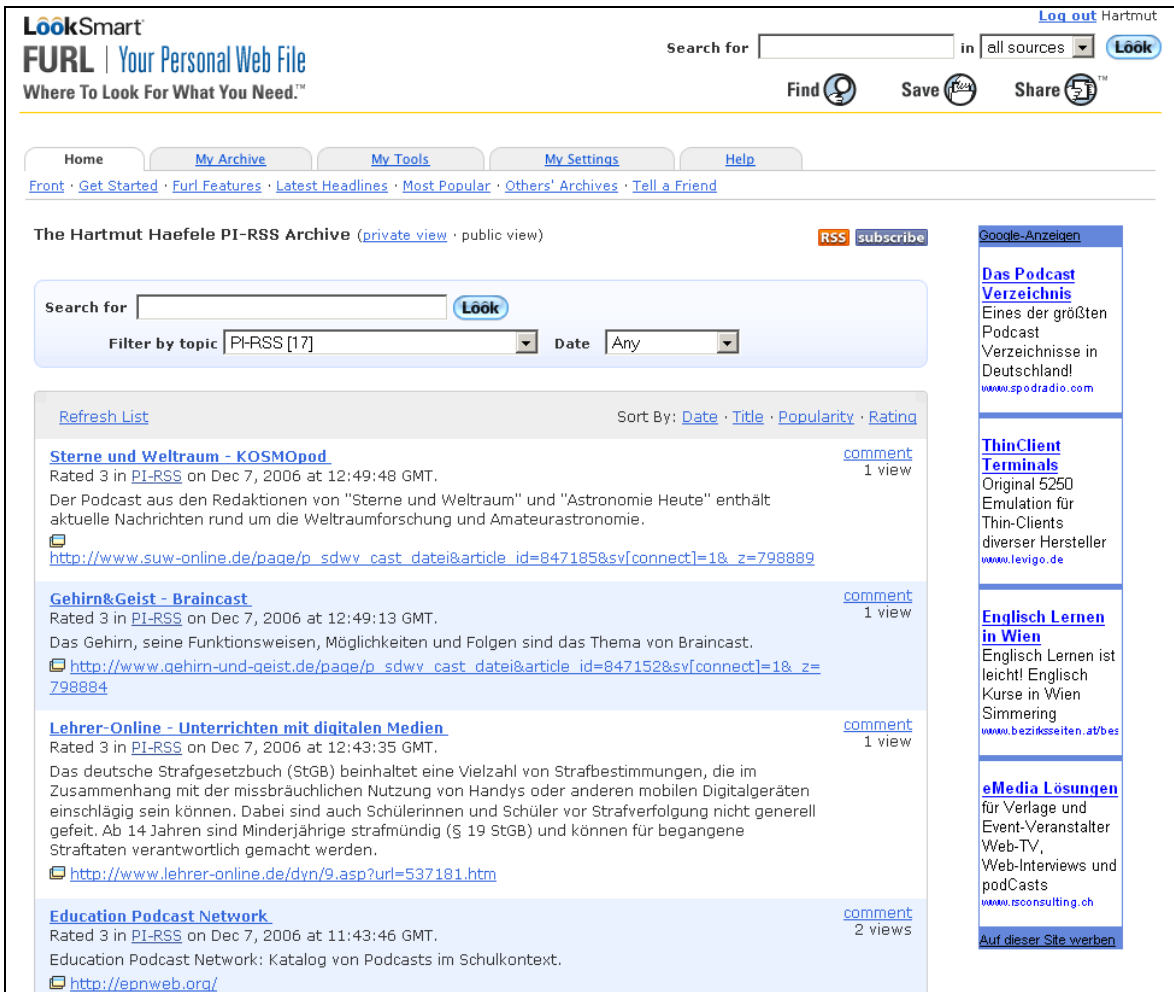 Log out Hartmut
LookSmart
FURL | Your Personal Web File
Where To Look For What You Need.™
Search for in all sources Look
Find Save Share ™
Home My Archive My Tools My Settings Help
Front · Get Started · Furl Features · Latest Headlines · Most Popular · Others' Archives · Tell a Friend
The Hartmut Haefele PI-RSS Archive (private view · public view) RSS subscribe
Search for Look
Filter by topic PI-RSS [17] Date Any
Refresh List Sort By: Date · Title · Popularity · Rating
Sterne und Weltraum - KOSMOpod comment
Rated 3 in PI-RSS on Dec 7, 2006 at 12:49:48 GMT. 1 view
Der Podcast aus den Redaktionen von "Sterne und Weltraum" und "Astronomie Heute" enthält
aktuelle Nachrichten rund um die Weltraumforschung und Amateurastronomie.
http://www.suw-online.de/page/p_sdwv_cast_datei&article_id=847185&sv[connect]=1&_z=798889
Gehirn&Geist - Braincast comment
Rated 3 in PI-RSS on Dec 7, 2006 at 12:49:13 GMT. 1 view
Das Gehirn, seine Funktionsweisen, Möglichkeiten und Folgen sind das Thema von Braincast.
http://www.gehirn-und-geist.de/page/p_sdwv_cast_datei&article_id=847152&sv[connect]=1&_z=
798884
Lehrer-Online - Unterrichten mit digitalen Medien comment
Rated 3 in PI-RSS on Dec 7, 2006 at 12:43:35 GMT. 1 view
Das deutsche Strafgesetzbuch (StGB) beinhaltet eine Vielzahl von Strafbestimmungen, die im
Zusammenhang mit der missbräuchlichen Nutzung von Handys oder anderen mobilen Digitalgeräten
einschlägig sein können. Dabei sind auch Schülerinnen und Schüler vor Strafverfolgung nicht generell
gefeit. Ab 14 Jahren sind Minderjährige strafmündig (§ 19 StGB) und können für begangene
Straftaten verantwortlich gemacht werden.
http://www.lehrer-online.de/dyn/9.asp?url=537181.htm
Education Podcast Network comment
Rated 3 in PI-RSS on Dec 7, 2006 at 11:43:46 GMT. 2 views
Education Podcast Network: Katalog von Podcasts im Schulkontext.
http://epnweb.org/
Google-Anzeigen
Das Podcast
Verzeichnis
Eines der größten
Podcast
Verzeichnisse in
Deutschland!
www.spodradio.com
ThinClient
Terminals
Original 5250
Emulation für
Thin-Clients
diverser Hersteller
www.levigo.de
Englisch Lernen
in Wien
Englisch Lernen ist
leicht! Englisch
Kurse in Wien
Simmering
www.bezirksseiten.at/bes
eMedia Lösungen
für Verlage und
Event-Veranstalter
Web-TV,
Web-Interviews und
podCasts
www.rsconsulting.ch
Auf dieser Site werben